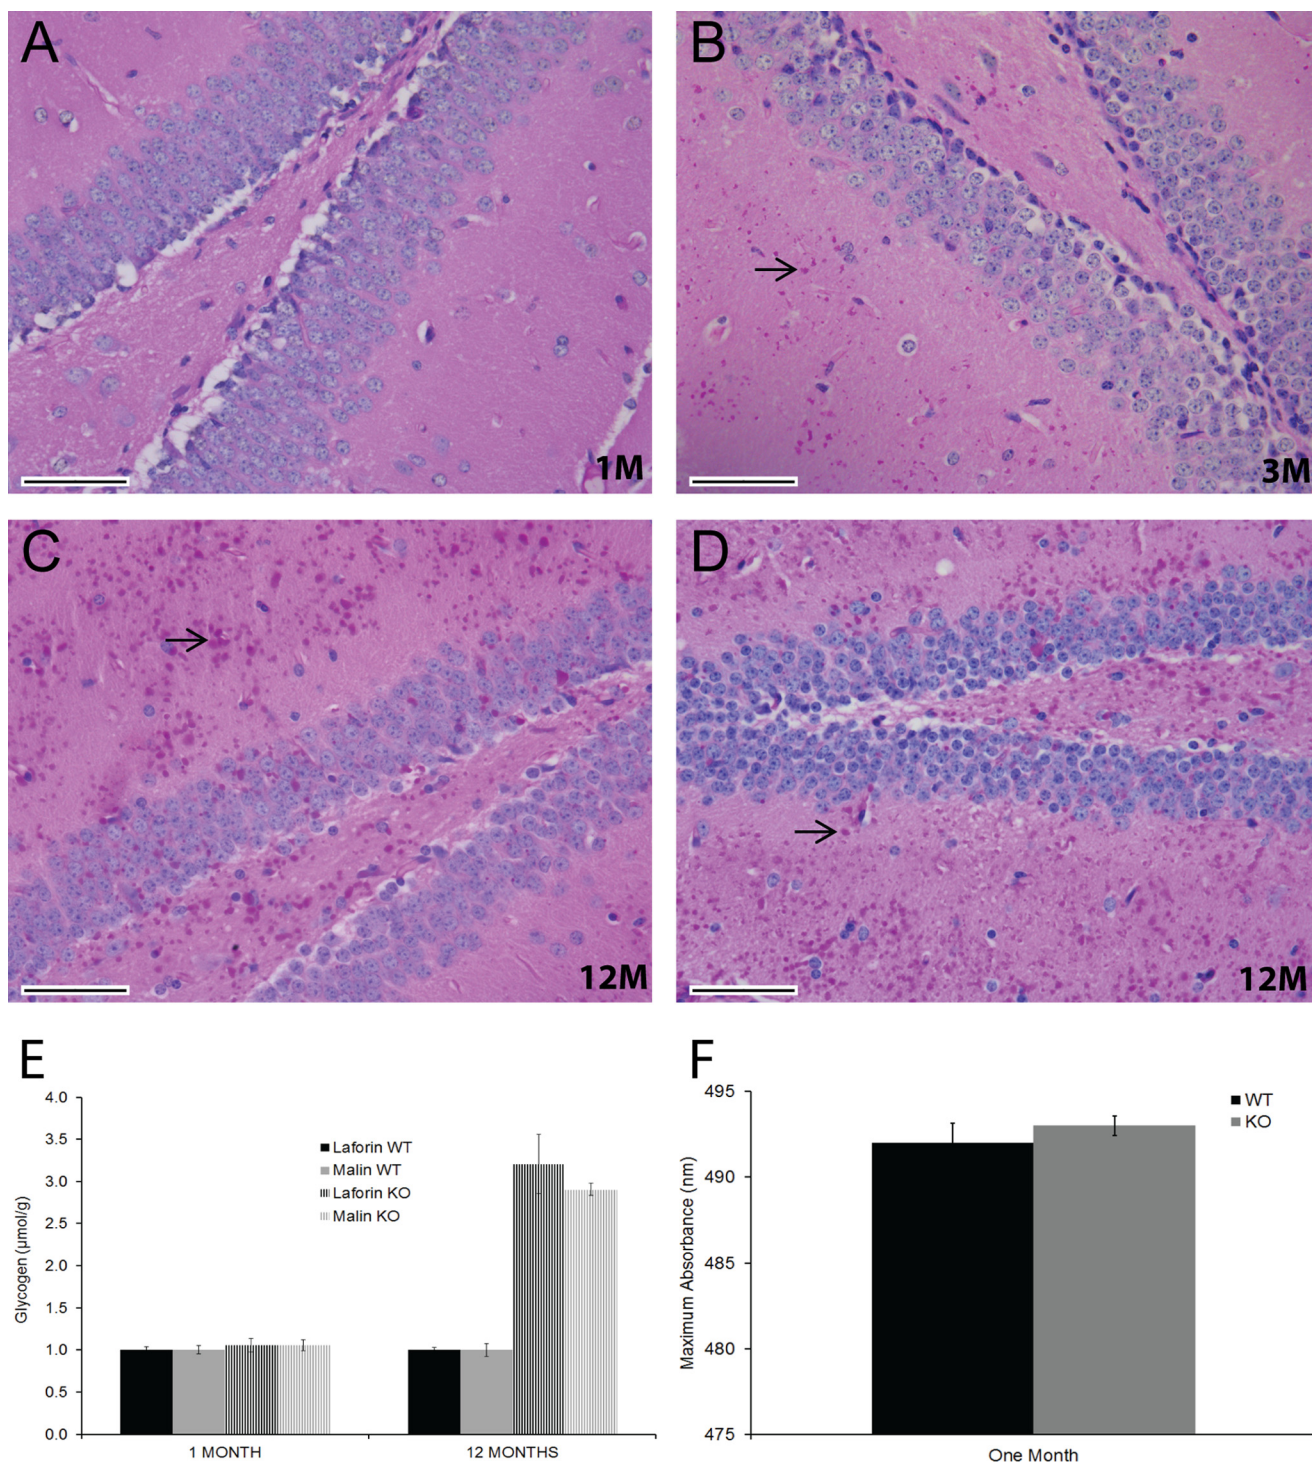 A
1M
B
3M
C
12M
D
12M
E
4.0
3.5
3.0
2.5
2.0
1.5
1.0
0.5
0.0
Glycogen (µmol/g)
Laforin WT
Malin WT
Laforin KO
Malin KO
1 MONTH
12 MONTHS
F
495
490
485
480
475
Maximum Absorbance (nm)
WT
KO
One Month